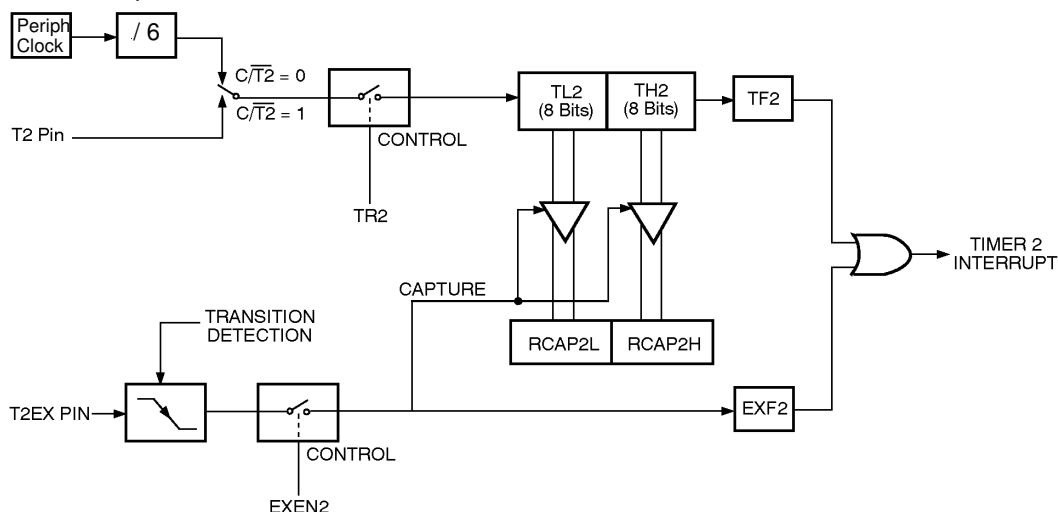 Periph
Clock
/ 6
C/T2 = 0
C/T2 = 1
T2 Pin
CONTROL
TR2
TL2
(8 Bits)
TH2
(8 Bits)
TF2
TIMER 2
INTERRUPT
CAPTURE
TRANSITION
DETECTION
RCAP2L
RCAP2H
T2EX PIN
EXF2
CONTROL
EXEN2